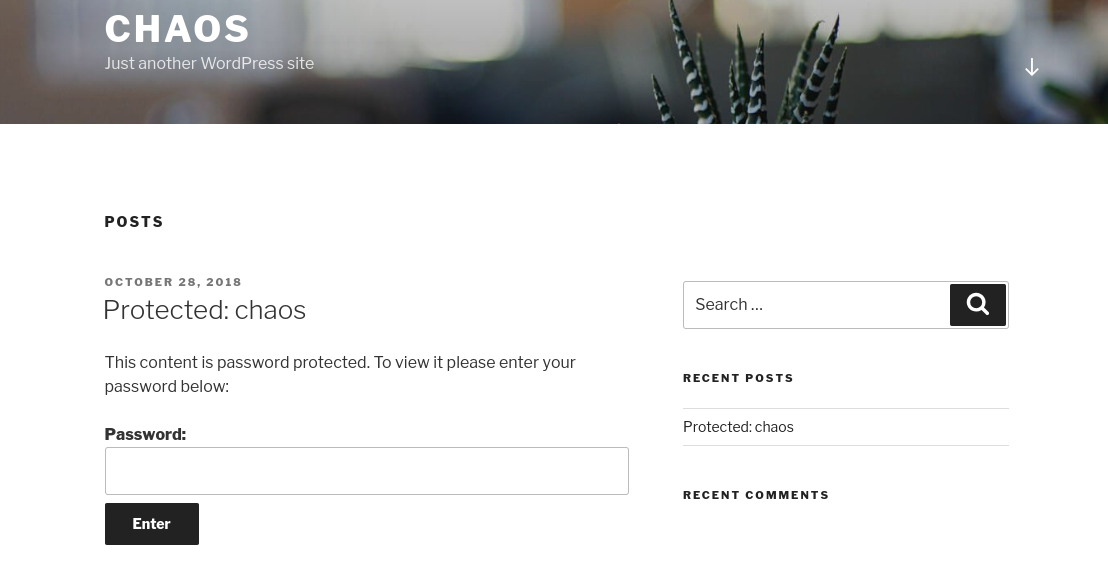 CHAOS
Just another WordPress site
POSTS
OCTOBER 28, 2018
Protected: chaos
This content is password protected. To view it please enter your
password below:
Password:
Enter
Search …
RECENT POSTS
Protected: chaos
RECENT COMMENTS